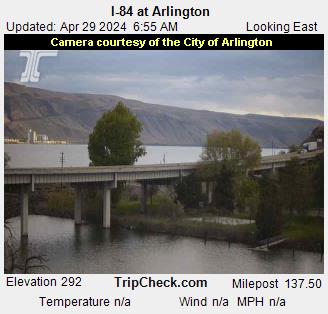 I-84 at Arlington
Updated: Apr 29 2024 6:55 AM Looking East
Camera courtesy of the City of Arlington
Elevation 292 TripCheck.com Milepost 137.50
Temperature n/a Wind n/a MPH n/a